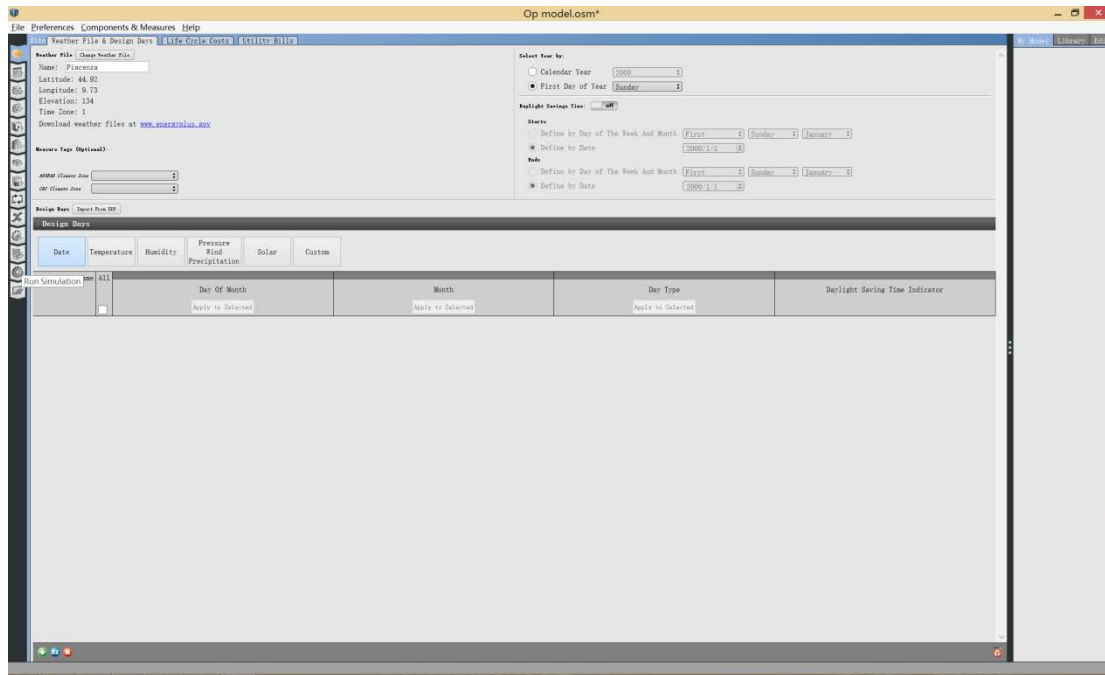 Op model.osm*
File Preferences Components & Measures Help
Site Weather File & Design Days Life Cycle Costs Utility Bills
My Model Library Edi
Weather File Change Weather File
Name: Piacenza
Latitude: 44.92
Longitude: 9.73
Elevation: 134
Time Zone: 1
Download weather files at www.energyplus.gov
Measure Tags (Optional):
ASHRAE Climate Zone
CEC Climate Zone
Select Year by:
Calendar Year 2000
First Day of Year Sunday
Daylight Savings Time: off
Starts
Define by Day of The Week And Month First Sunday January
Define by Date 2000/1/1
Ends
Define by Day of The Week And Month First Sunday January
Define by Date 2000/1/1
Design Days Import From DDY
Design Days
Date Temperature Humidity Pressure Wind Precipitation Solar Custom
Run Simulation
All
Day Of Month Month Day Type Daylight Saving Time Indicator
Apply to Selected Apply to Selected Apply to Selected